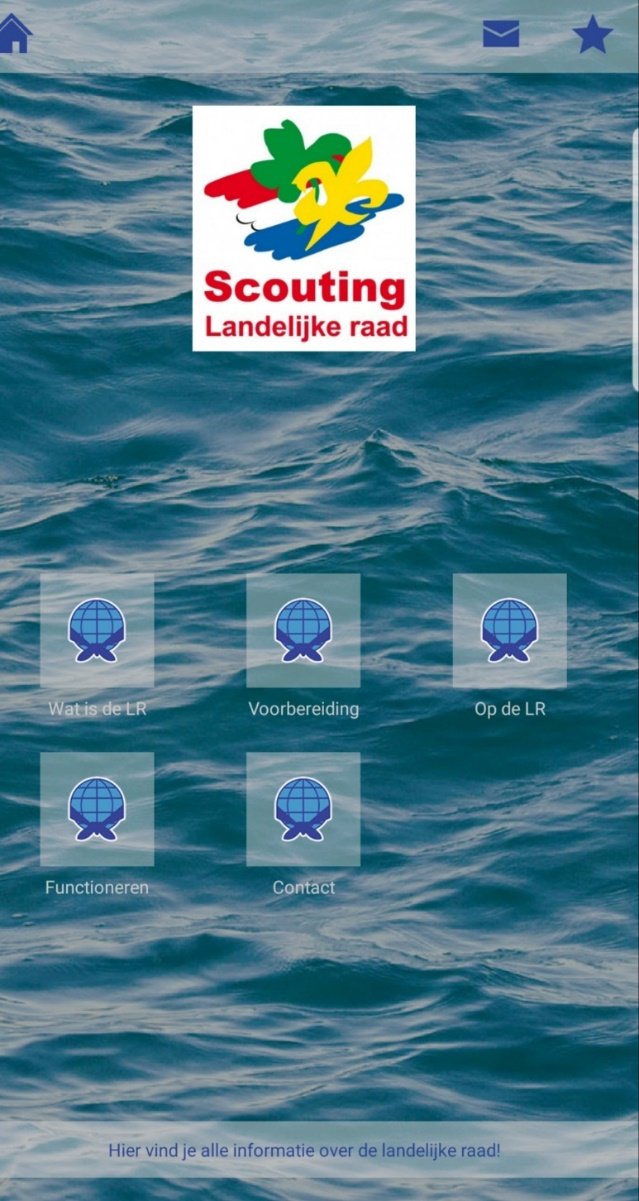 Scouting
Landelijke raad
Wat is de LR
Voorbereiding
Op de LR
Functioneren
Contact
Hier vind je alle informatie over de landelijke raad!